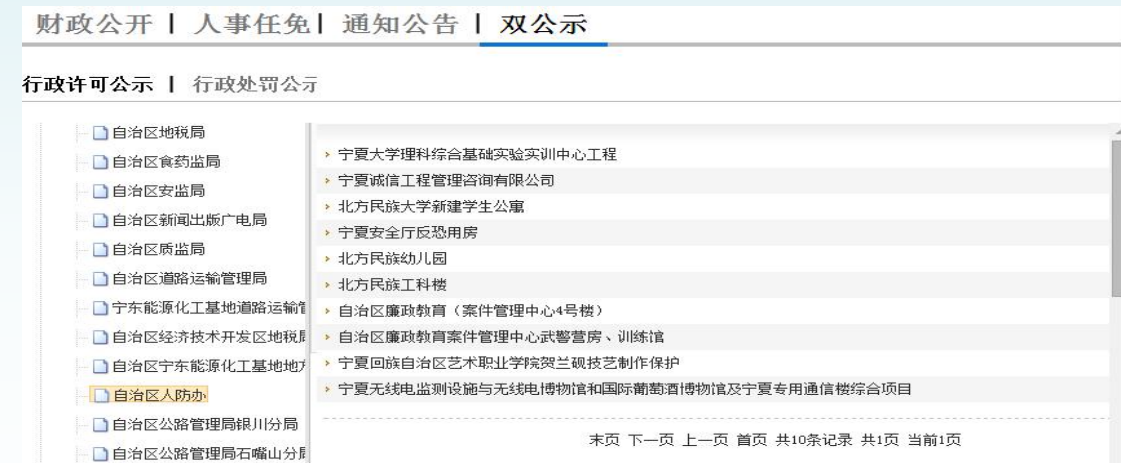 财政公开 | 人事任免 | 通知公告 | 双公示
行政许可公示 | 行政处罚公示
自治区地税局
自治区食药监局
自治区安监局
自治区新闻出版广电局
自治区质监局
自治区道路运输管理局
宁东能源化工基地道路运输管
自治区经济技术开发区地税局
自治区宁东能源化工基地地方
自治区人防办
自治区公路管理局银川分局
自治区公路管理局石嘴山分局
宁夏大学理科综合基础实验实训中心工程
宁夏诚信工程管理咨询有限公司
北方民族大学新建学生公寓
宁夏安全厅反恐用房
北方民族幼儿园
北方民族工科楼
自治区廉政教育（案件管理中心4号楼）
自治区廉政教育案件管理中心武警营房、训练馆
宁夏回族自治区艺术职业学院贺兰砚技艺制作保护
宁夏无线电监测设施与无线电博物馆和国际葡萄酒博物馆及宁夏专用通信楼综合项目
末页 下一页 上一页 首页 共10条记录 共1页 当前1页